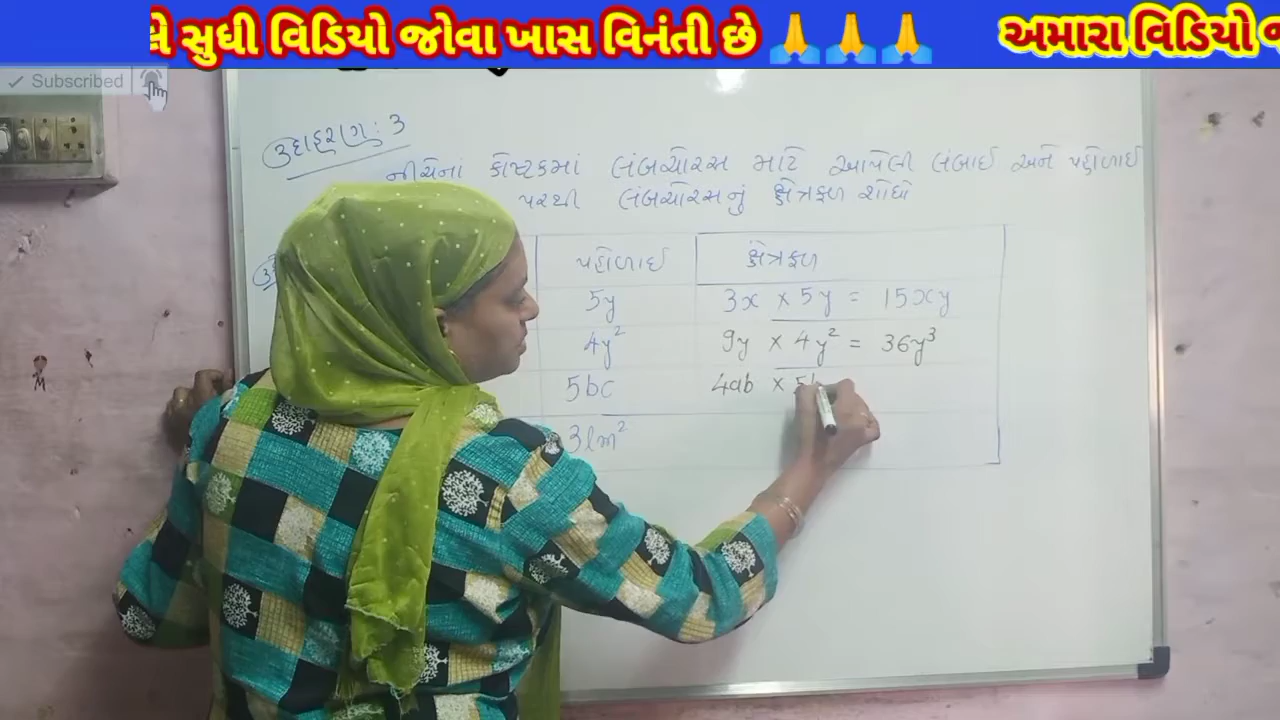 સુધી વિડિયો જોવા ખાસ વિનંતી છે 🙏🙏🙏 અમારા વિડિયો
✓ Subscribed
ઉદાહરણ : 3
નીચેનાં કોષ્ટકમાં લંબચોરસ માટે આપેલી લંબાઈ અને પહોળાઈ
પરથી લંબચોરસનું ક્ષેત્રફળ શોધો
પહોળાઈ ક્ષેત્રફળ
5y 3x × 5y = 15xy
4y² 9y × 4y² = 36y³
5bc 4ab × 5
3lm²